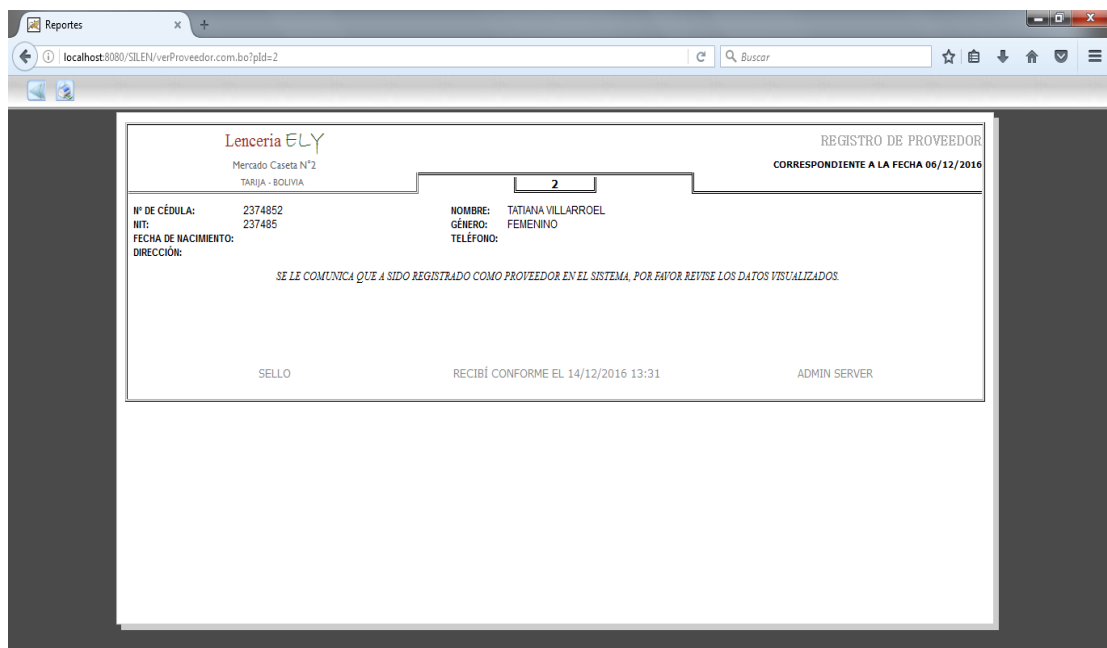 Reportes
localhost:8080/SILEN/verProveedor.com.bo?pId=2
Buscar
Lenceria ELY
REGISTRO DE PROVEEDOR
Mercado Caseta N°2
CORRESPONDIENTE A LA FECHA 06/12/2016
TARIJA - BOLIVIA
2
Nº DE CÉDULA: 2374852 NOMBRE: TATIANA VILLARROEL
NIT: 237485 GÉNERO: FEMENINO
FECHA DE NACIMIENTO: TELÉFONO:
DIRECCIÓN:
SE LE COMUNICA QUE A SIDO REGISTRADO COMO PROVEEDOR EN EL SISTEMA, POR FAVOR REVISE LOS DATOS VISUALIZADOS.
SELLO RECIBÍ CONFORME EL 14/12/2016 13:31 ADMIN SERVER